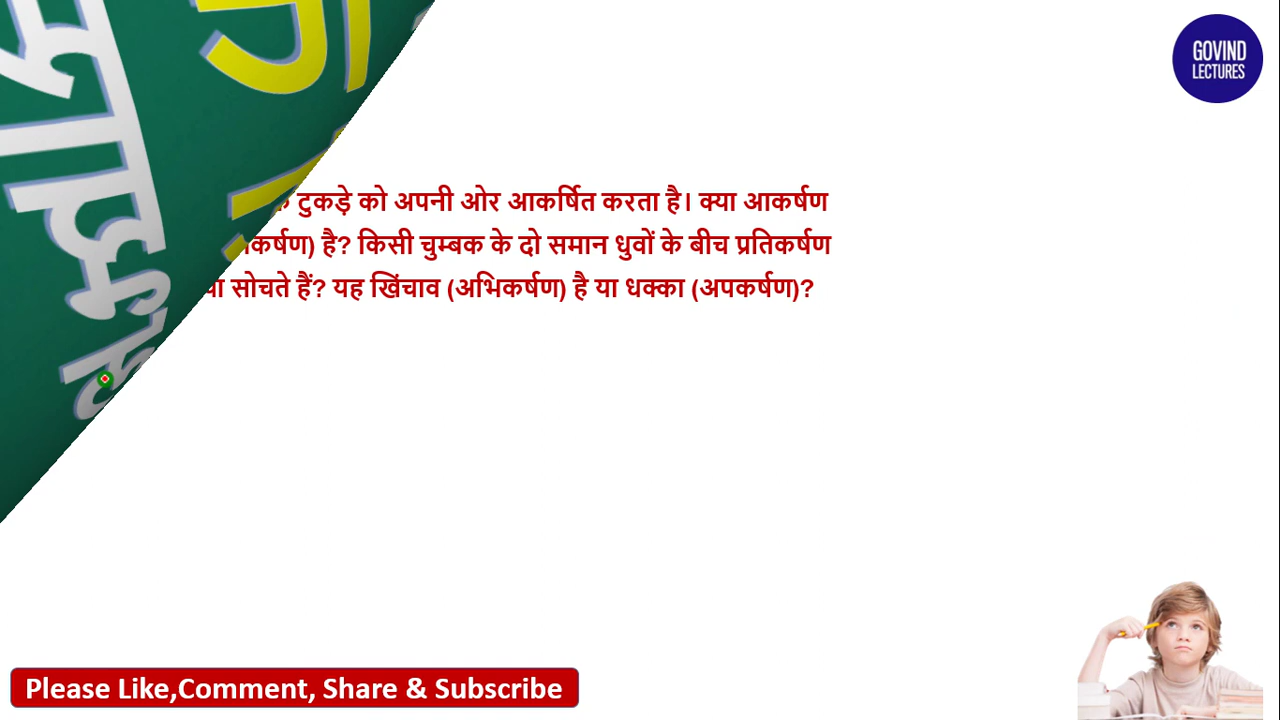 GOVIND
LECTURES
टुकड़े को अपनी ओर आकर्षित करता है। क्या आकर्षण
है? किसी चुम्बक के दो समान धुवों के बीच प्रतिकर्षण
सोचते हैं? यह खिंचाव (अभिकर्षण) है या धक्का (अपकर्षण)?
Please Like,Comment, Share & Subscribe